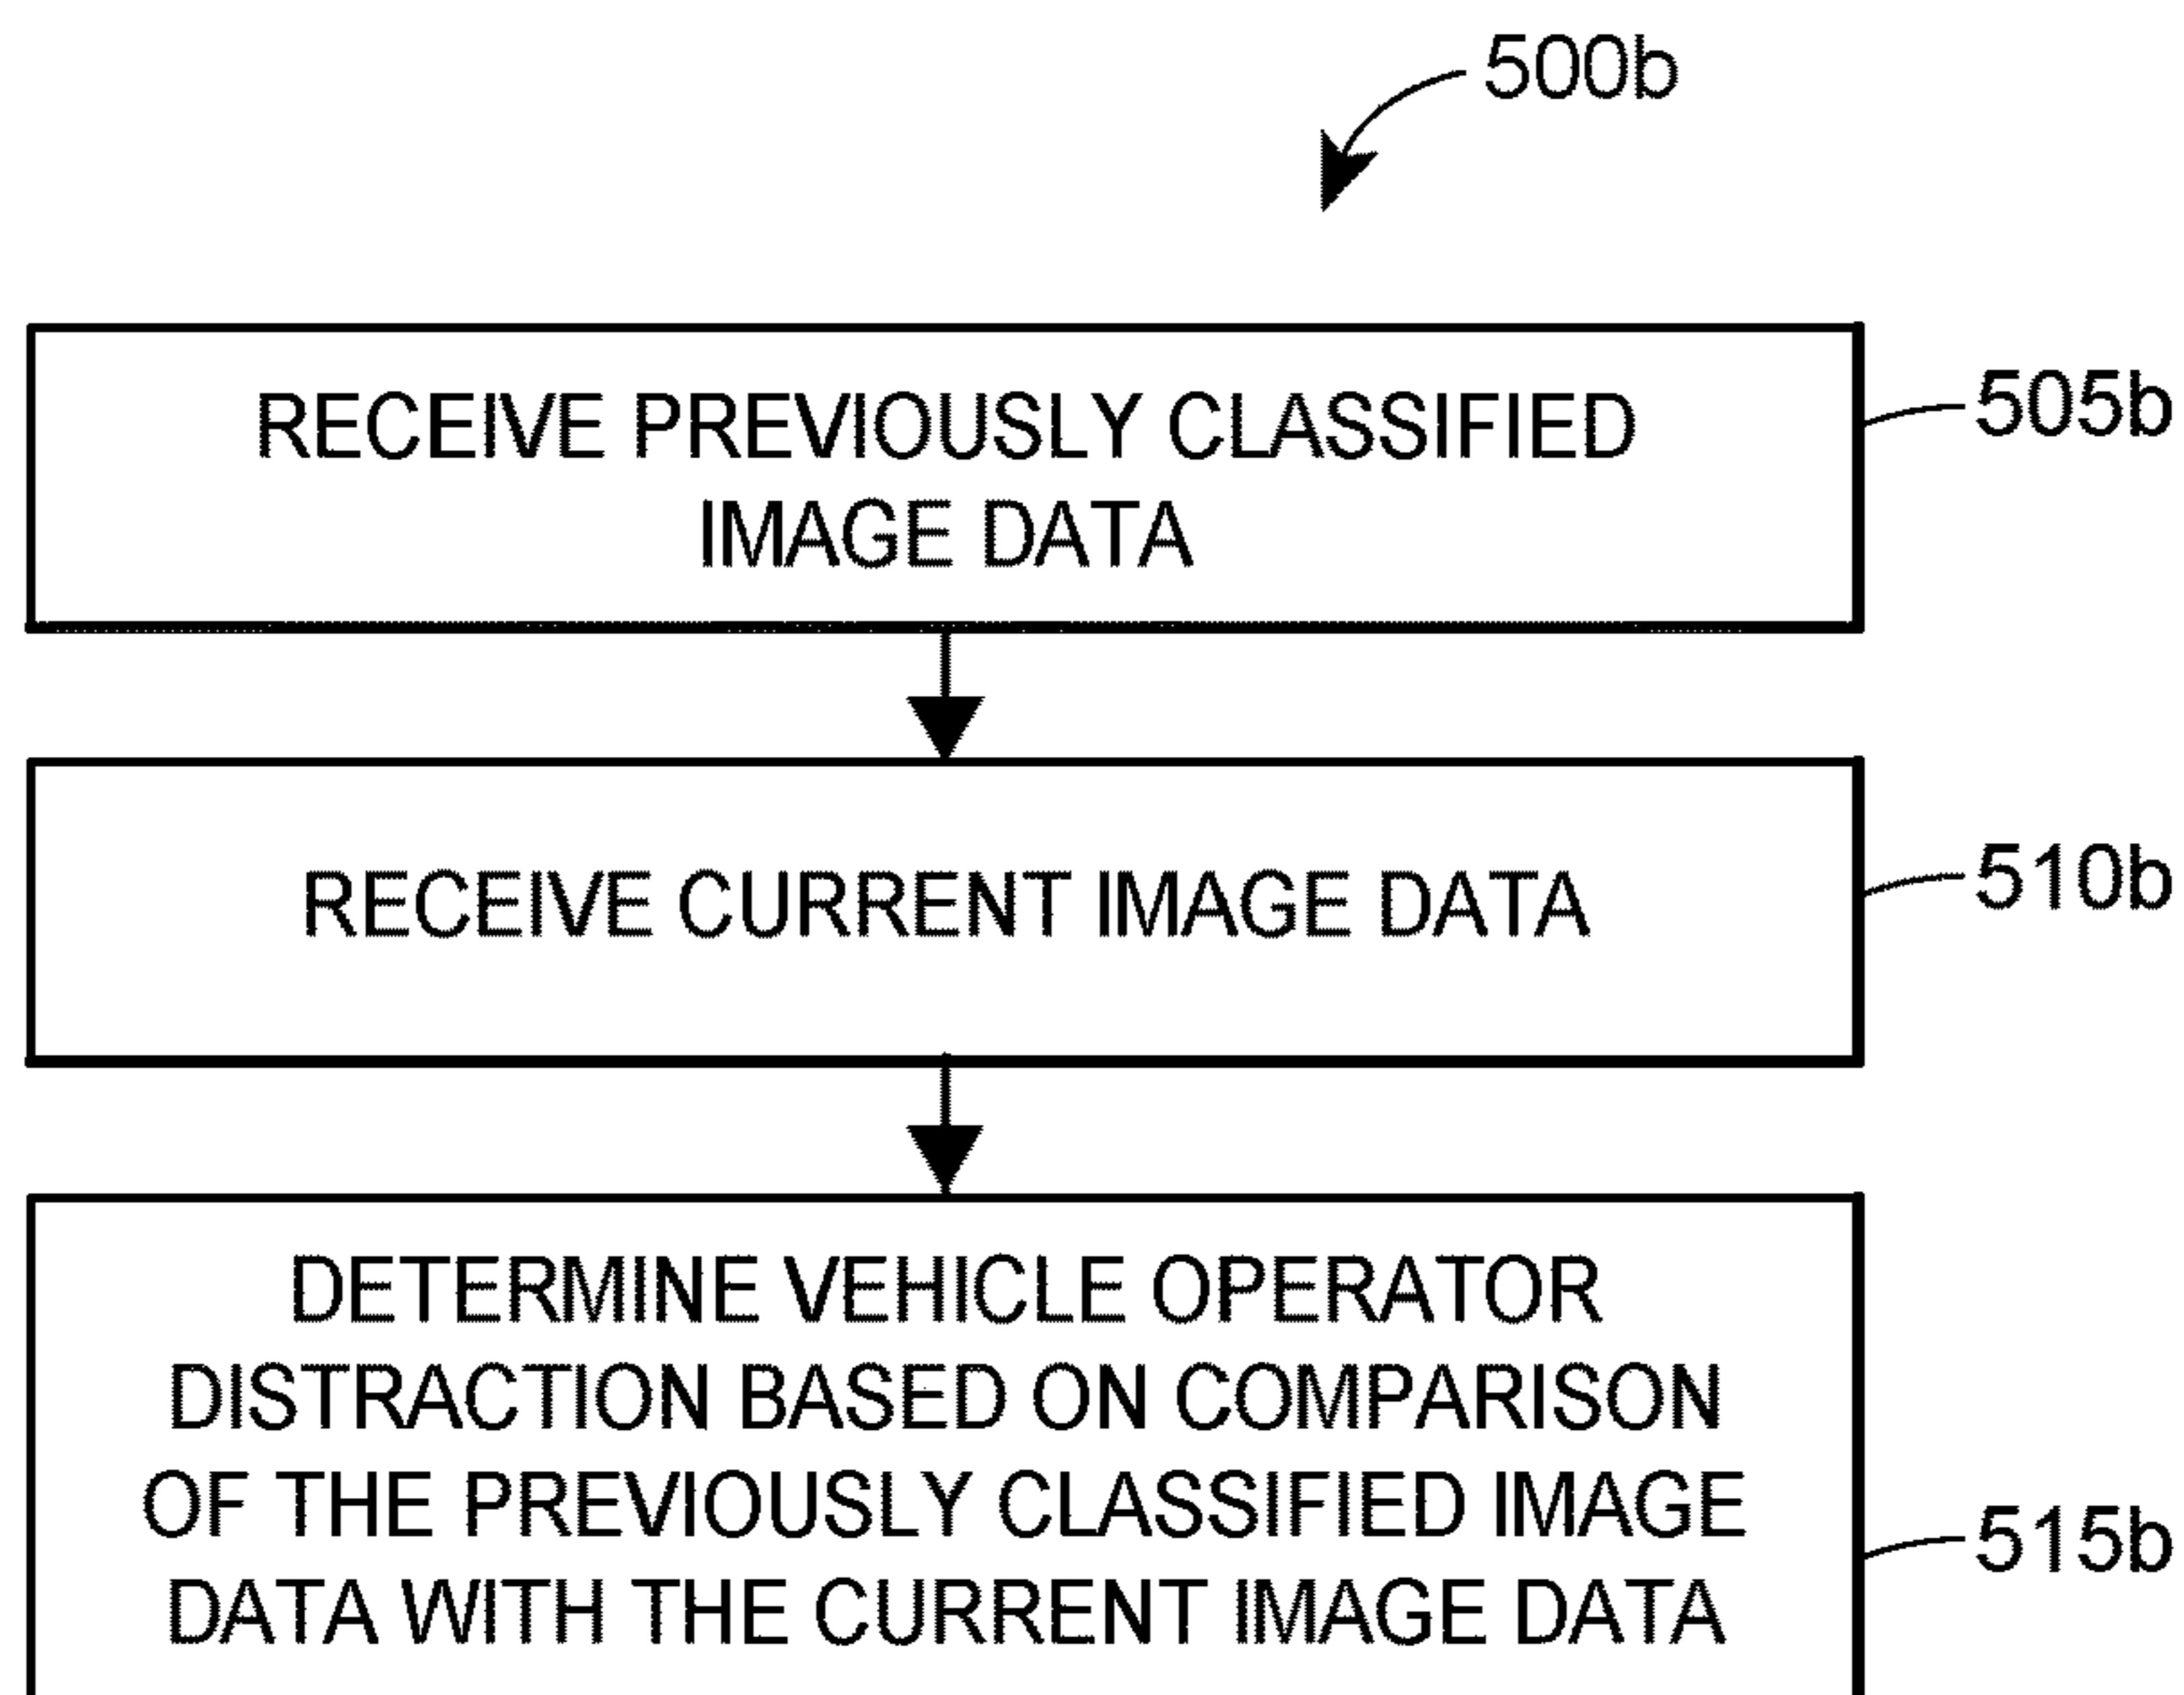 500b
RECEIVE PREVIOUSLY CLASSIFIED
IMAGE DATA
505b
RECEIVE CURRENT IMAGE DATA
510b
DETERMINE VEHICLE OPERATOR
DISTRACTION BASED ON COMPARISON
OF THE PREVIOUSLY CLASSIFIED IMAGE
DATA WITH THE CURRENT IMAGE DATA
515b